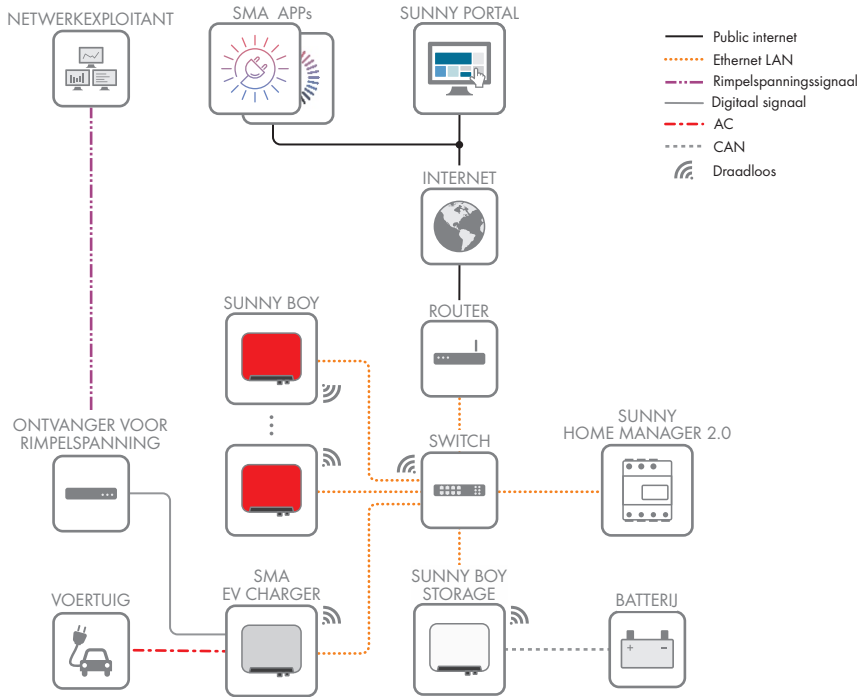 NETWERKEXPLOITANT
SMA APPs
SUNNY PORTAL
Public internet
Ethernet LAN
Rimpelspanningssignaal
Digitaal signaal
AC
CAN
Draadloos
INTERNET
SUNNY BOY
ROUTER
ONTVANGER VOOR
RIMPELSPANNING
SWITCH
SUNNY
HOME MANAGER 2.0
VOERTUIG
SMA
EV CHARGER
SUNNY BOY
STORAGE
BATTERIJ
+ −